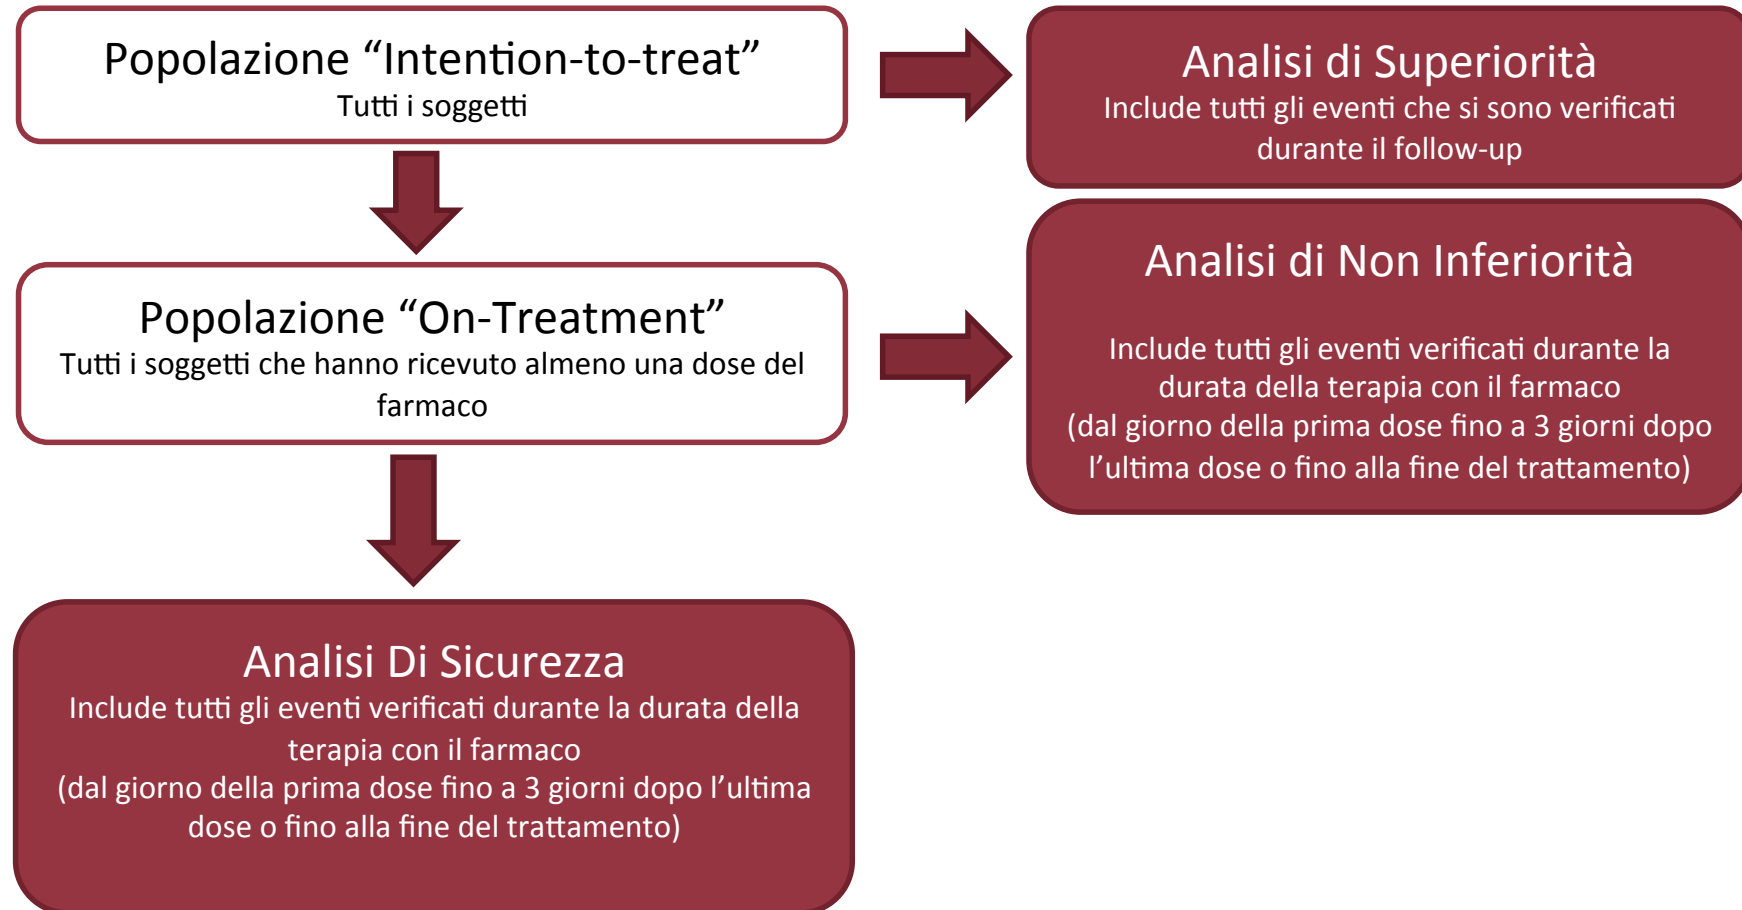 Popolazione “Intention-to-treat”
Tutti i soggetti
Analisi di Superiorità
Include tutti gli eventi che si sono verificati
durante il follow-up
Popolazione “On-Treatment”
Tutti i soggetti che hanno ricevuto almeno una dose del
farmaco
Analisi di Non Inferiorità
Include tutti gli eventi verificati durante la
durata della terapia con il farmaco
(dal giorno della prima dose fino a 3 giorni dopo
l’ultima dose o fino alla fine del trattamento)
Analisi Di Sicurezza
Include tutti gli eventi verificati durante la durata della
terapia con il farmaco
(dal giorno della prima dose fino a 3 giorni dopo l’ultima
dose o fino alla fine del trattamento)